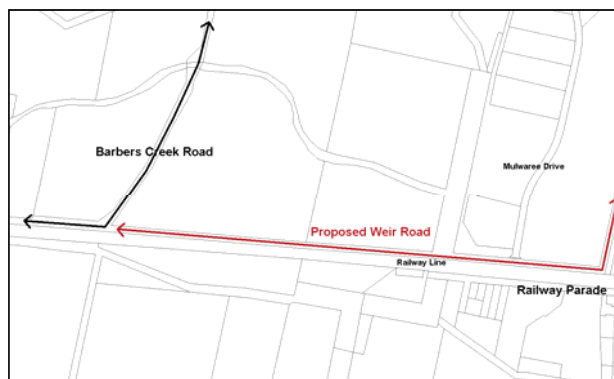 Barbers Creek Road
Mulwaree Drive
Proposed Weir Road
Railway Line
Railway Parade